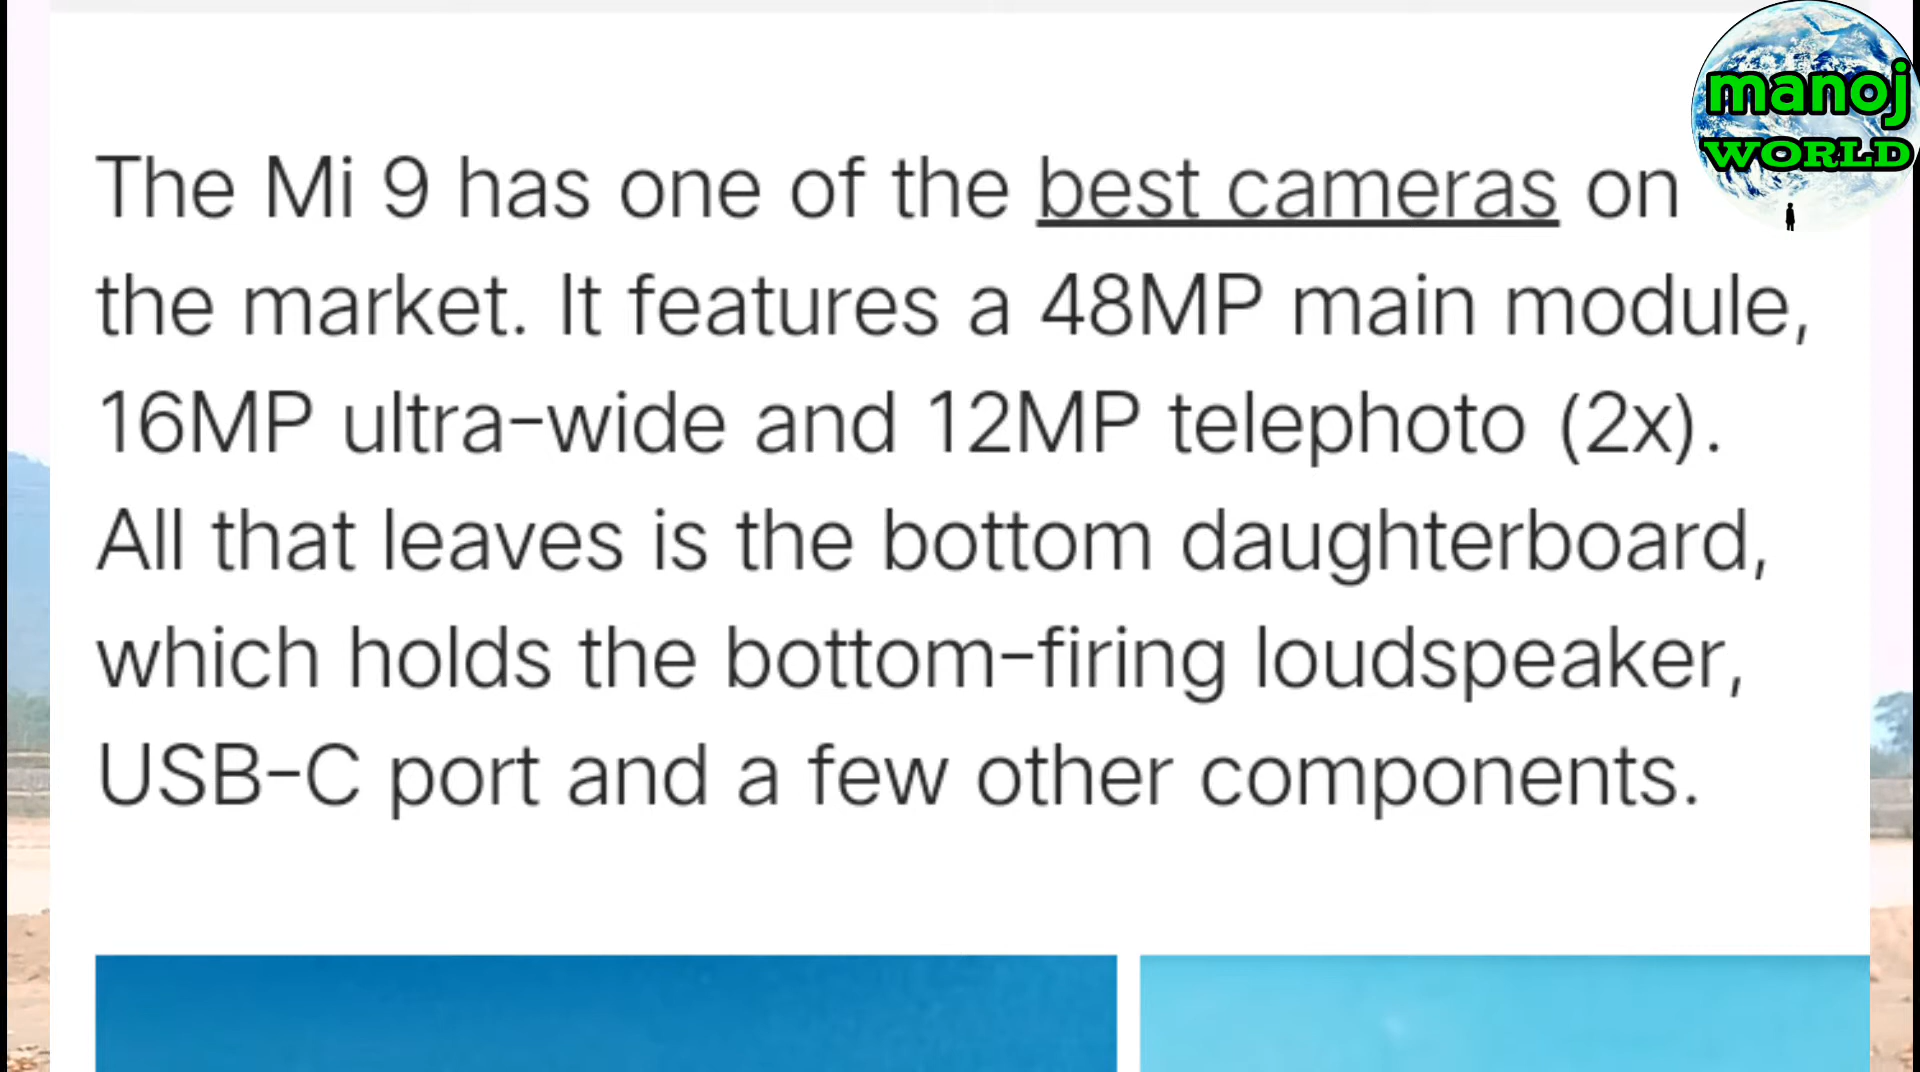 manoj
WORLD
The Mi 9 has one of the best cameras on
the market. It features a 48MP main module,
16MP ultra-wide and 12MP telephoto (2x).
All that leaves is the bottom daughterboard,
which holds the bottom-firing loudspeaker,
USB-C port and a few other components.